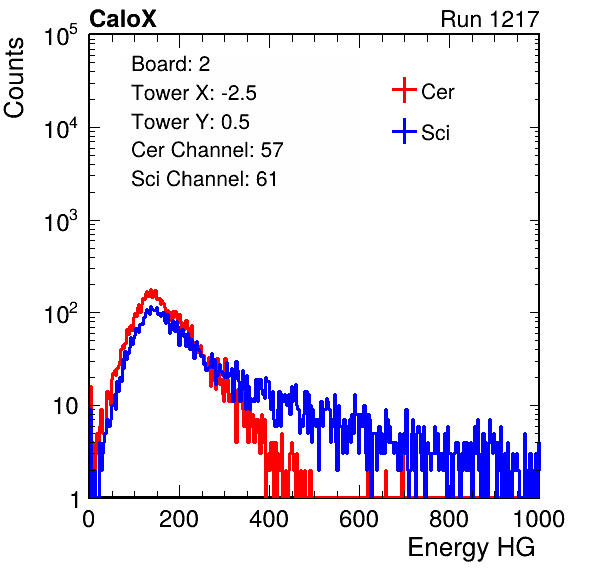 CaloX Run 1217
Counts
Board: 2
Tower X: -2.5
Tower Y: 0.5
Cer Channel: 57
Sci Channel: 61
Cer
Sci
10^5
10^4
10^3
10^2
10
1
0 200 400 600 800 1000
Energy HG